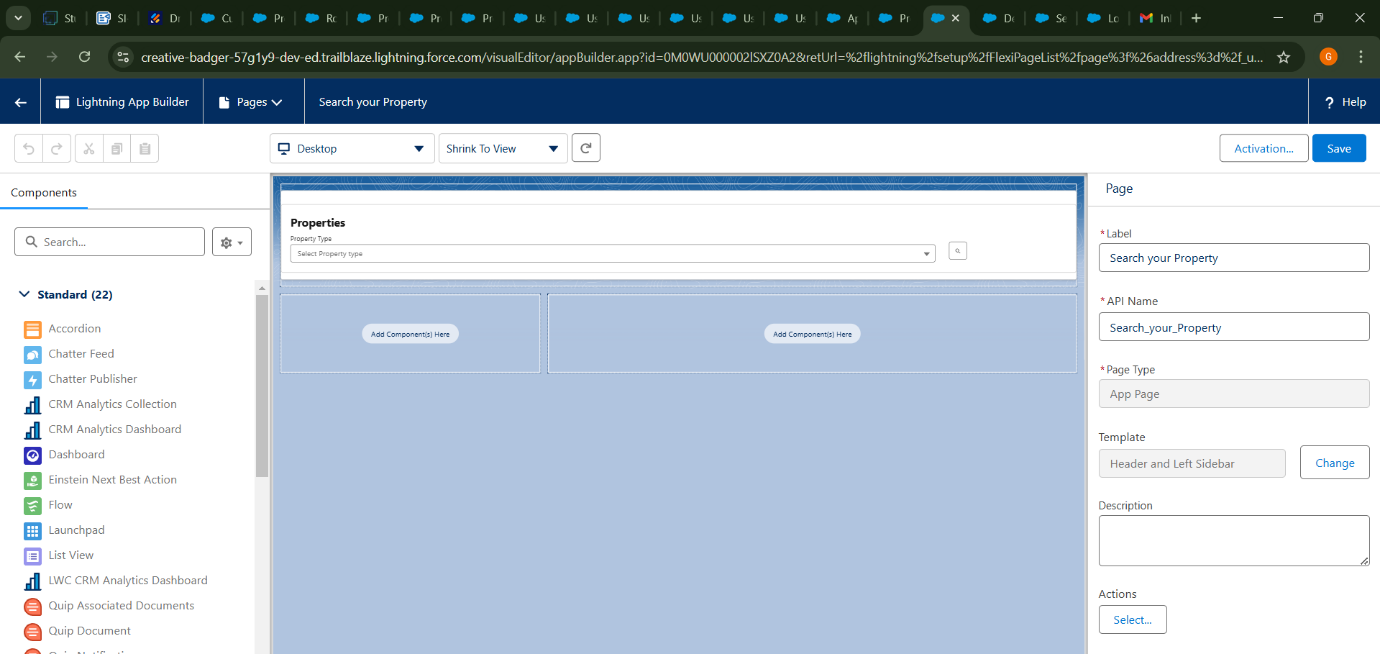 Stu
Sl
Dr
Cu
Pr
Ro
Pr
Pr
Pr
Us
Us
Us
Us
Us
Us
Ap
Pr
De
Se
Lo
In
creative-badger-57g1y9-dev-ed.trailblaze.lightning.force.com/visualEditor/appBuilder.app?id=0M0WU000002lSXZ0A2&retUrl=%2flightning%2fsetup%2fFlexiPageList%2fpage%3f%26address%3d%2f_u...
G
Lightning App Builder
Pages
Search your Property
? Help
Desktop
Shrink To View
Activation...
Save
Components
Search...
Standard (22)
Accordion
Chatter Feed
Chatter Publisher
CRM Analytics Collection
CRM Analytics Dashboard
Dashboard
Einstein Next Best Action
Flow
Launchpad
List View
LWC CRM Analytics Dashboard
Quip Associated Documents
Quip Document
Properties
Property Type
Select Property type
Add Component(s) Here
Add Component(s) Here
Page
*Label
Search your Property
*API Name
Search_your_Property
*Page Type
App Page
Template
Header and Left Sidebar
Change
Description
Actions
Select...